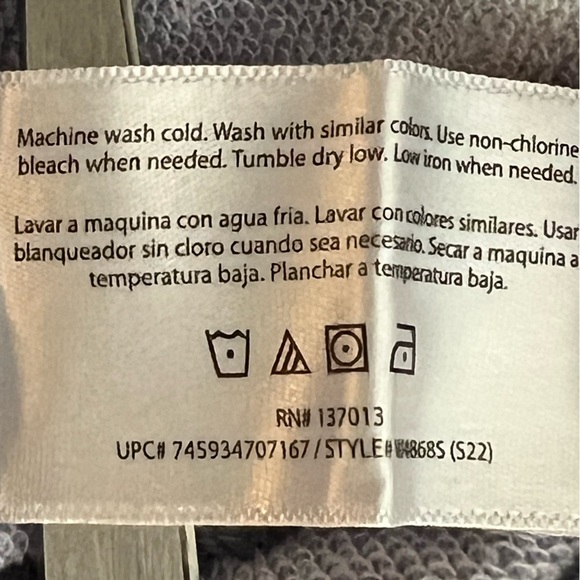 Machine wash cold. Wash with similar colors. Use non-chlorine
bleach when needed. Tumble dry low. Low iron when needed.
Lavar a maquina con agua fria. Lavar con colores similares. Usar
blanqueador sin cloro cuando sea necesario. Secar a maquina a
temperatura baja. Planchar a temperatura baja.
RN# 137013
UPC# 745934707167 / STYLE# (S22)